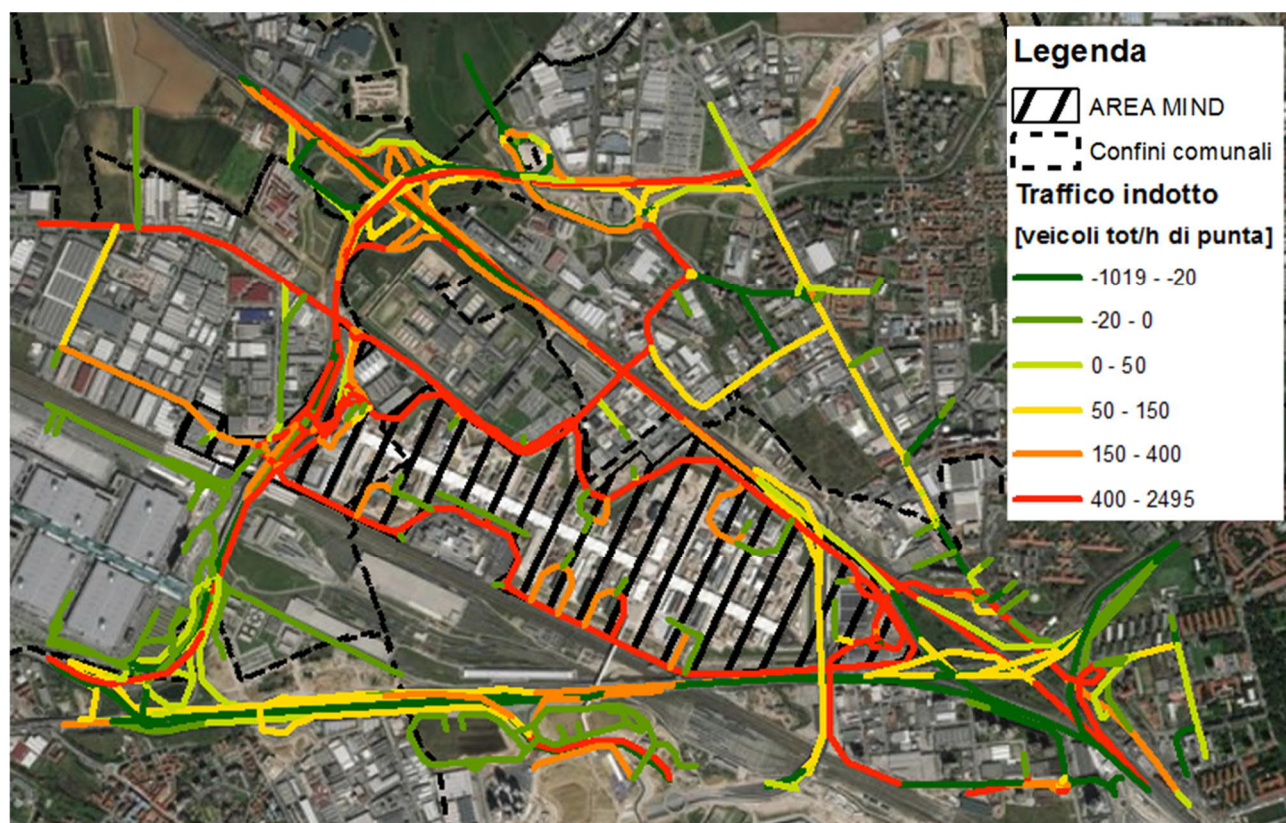 Legenda
AREA MIND
Confini comunali
Traffico indotto
[veicoli tot/h di punta]
-1019 - -20
-20 - 0
0 - 50
50 - 150
150 - 400
400 - 2495